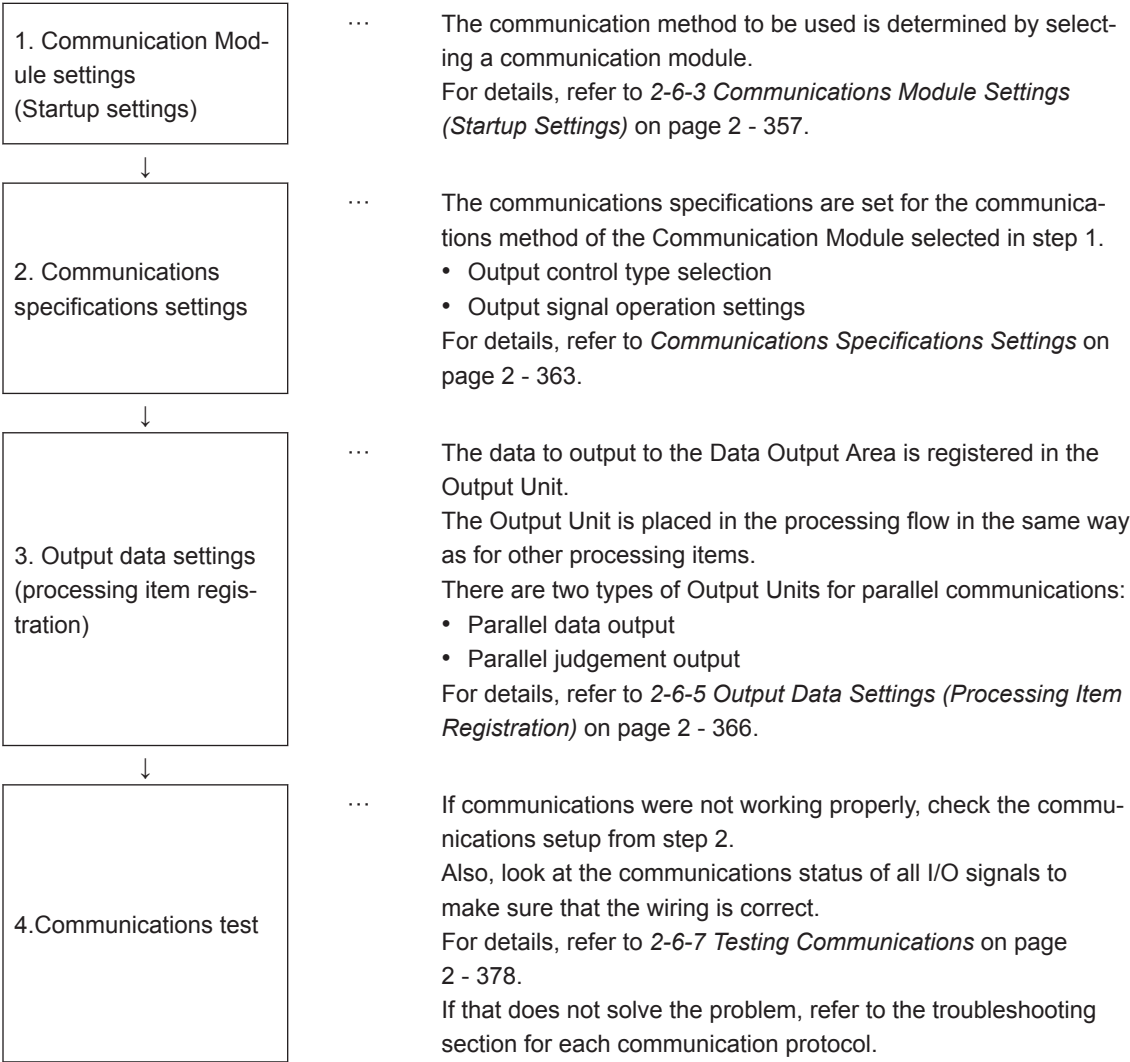 1. Communication Mod-
ule settings
(Startup settings)
… The communication method to be used is determined by select-
ing a communication module.
For details, refer to 2-6-3 Communications Module Settings
(Startup Settings) on page 2 - 357.
↓
2. Communications
specifications settings
… The communications specifications are set for the communica-
tions method of the Communication Module selected in step 1.
• Output control type selection
• Output signal operation settings
For details, refer to Communications Specifications Settings on
page 2 - 363.
↓
3. Output data settings
(processing item regis-
tration)
… The data to output to the Data Output Area is registered in the
Output Unit.
The Output Unit is placed in the processing flow in the same way
as for other processing items.
There are two types of Output Units for parallel communications:
• Parallel data output
• Parallel judgement output
For details, refer to 2-6-5 Output Data Settings (Processing Item
Registration) on page 2 - 366.
↓
4.Communications test
… If communications were not working properly, check the commu-
nications setup from step 2.
Also, look at the communications status of all I/O signals to
make sure that the wiring is correct.
For details, refer to 2-6-7 Testing Communications on page
2 - 378.
If that does not solve the problem, refer to the troubleshooting
section for each communication protocol.